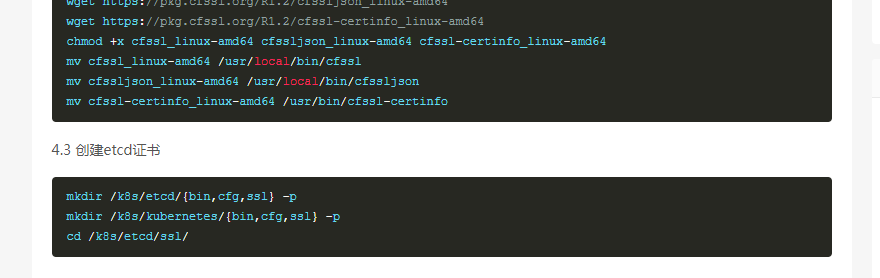 wget https://pkg.cfssl.org/R1.2/cfssljson_linux-amd64
wget https://pkg.cfssl.org/R1.2/cfssl-certinfo_linux-amd64
chmod +x cfssl_linux-amd64 cfssljson_linux-amd64 cfssl-certinfo_linux-amd64
mv cfssl_linux-amd64 /usr/local/bin/cfssl
mv cfssljson_linux-amd64 /usr/local/bin/cfssljson
mv cfssl-certinfo_linux-amd64 /usr/bin/cfssl-certinfo
4.3 创建etcd证书
mkdir /k8s/etcd/{bin,cfg,ssl} -p
mkdir /k8s/kubernetes/{bin,cfg,ssl} -p
cd /k8s/etcd/ssl/